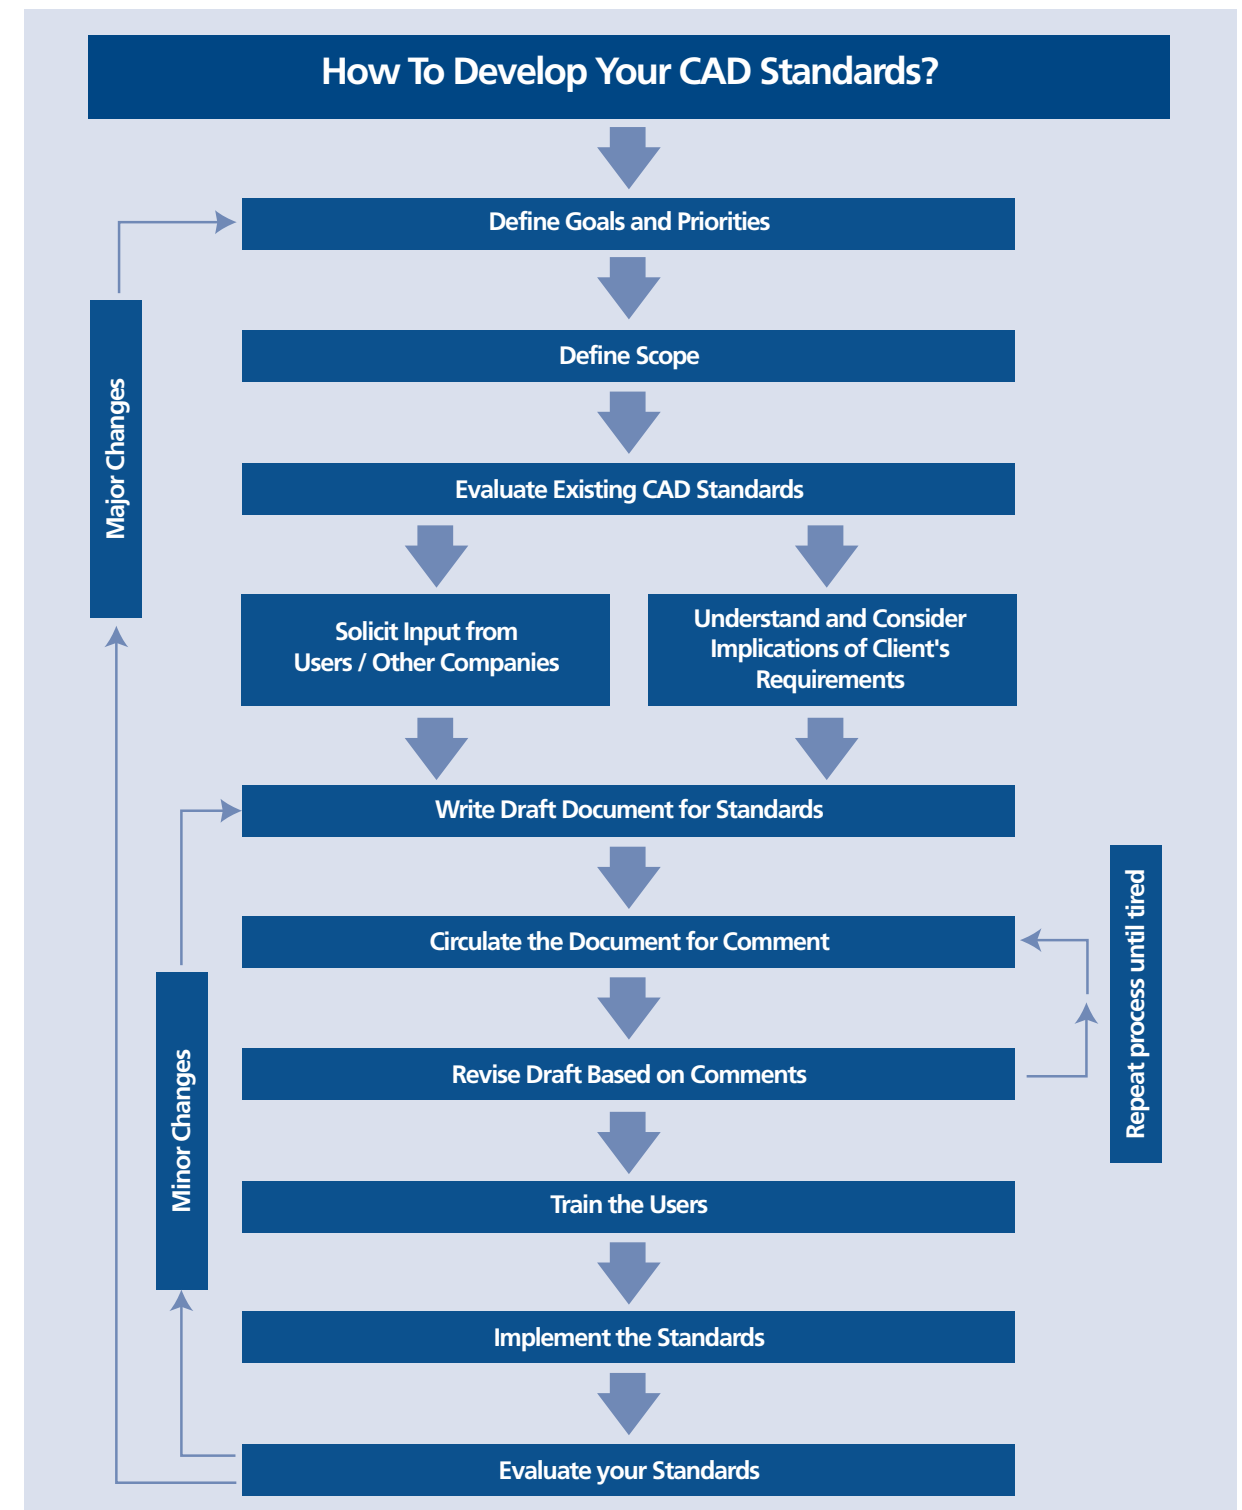 How To Develop Your CAD Standards?
Define Goals and Priorities
Define Scope
Major Changes
Evaluate Existing CAD Standards
Solicit Input from
Users / Other Companies
Understand and Consider
Implications of Client's
Requirements
Write Draft Document for Standards
Circulate the Document for Comment
Repeat process until tired
Revise Draft Based on Comments
Minor Changes
Train the Users
Implement the Standards
Evaluate your Standards